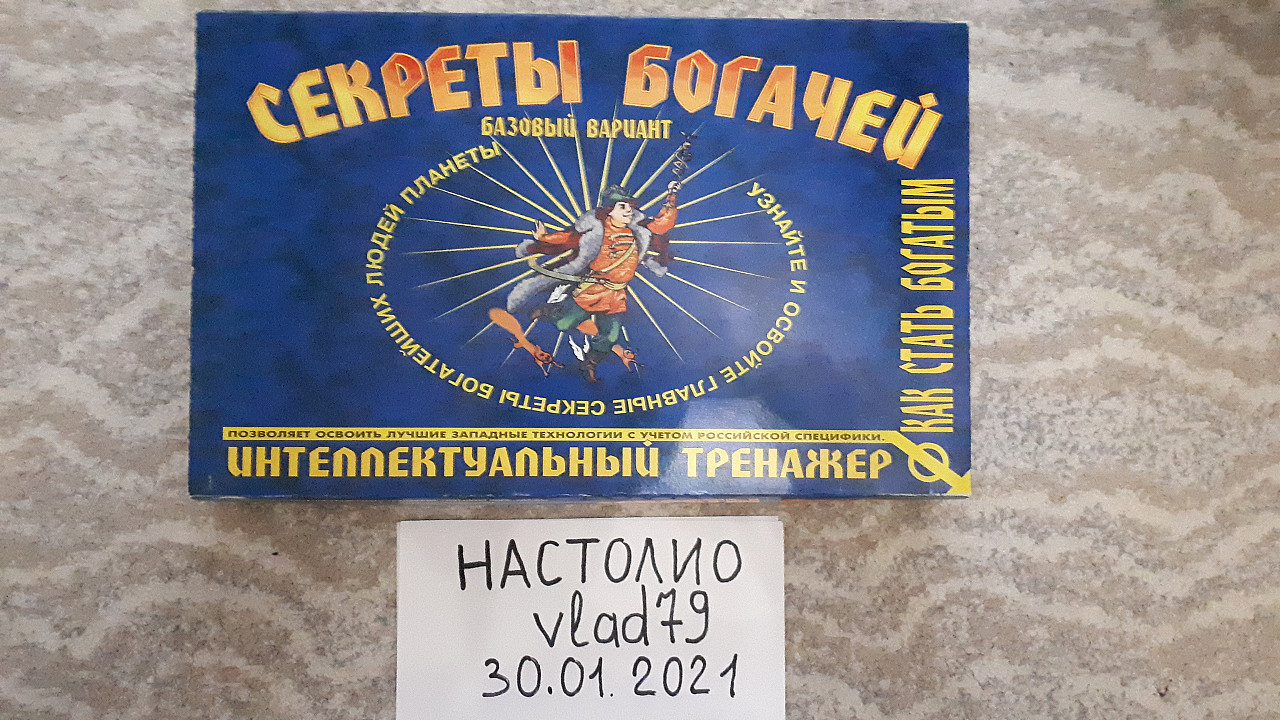 СЕКРЕТЫ БОГАЧЕЙ
БАЗОВЫЙ ВАРИАНТ
УЗНАЙТЕ И ОСВОЙТЕ ГЛАВНЫЕ СЕКРЕТЫ БОГАТЕЙШИХ ЛЮДЕЙ ПЛАНЕТЫ
КАК СТАТЬ БОГАТЫМ
ПОЗВОЛЯЕТ ОСВОИТЬ ЛУЧШИЕ ЗАПАДНЫЕ ТЕХНОЛОГИИ С УЧЕТОМ РОССИЙСКОЙ СПЕЦИФИКИ.
ИНТЕЛЛЕКТУАЛЬНЫЙ ТРЕНАЖЕР
НАСТОЛИО
vlad79
30.01.2021